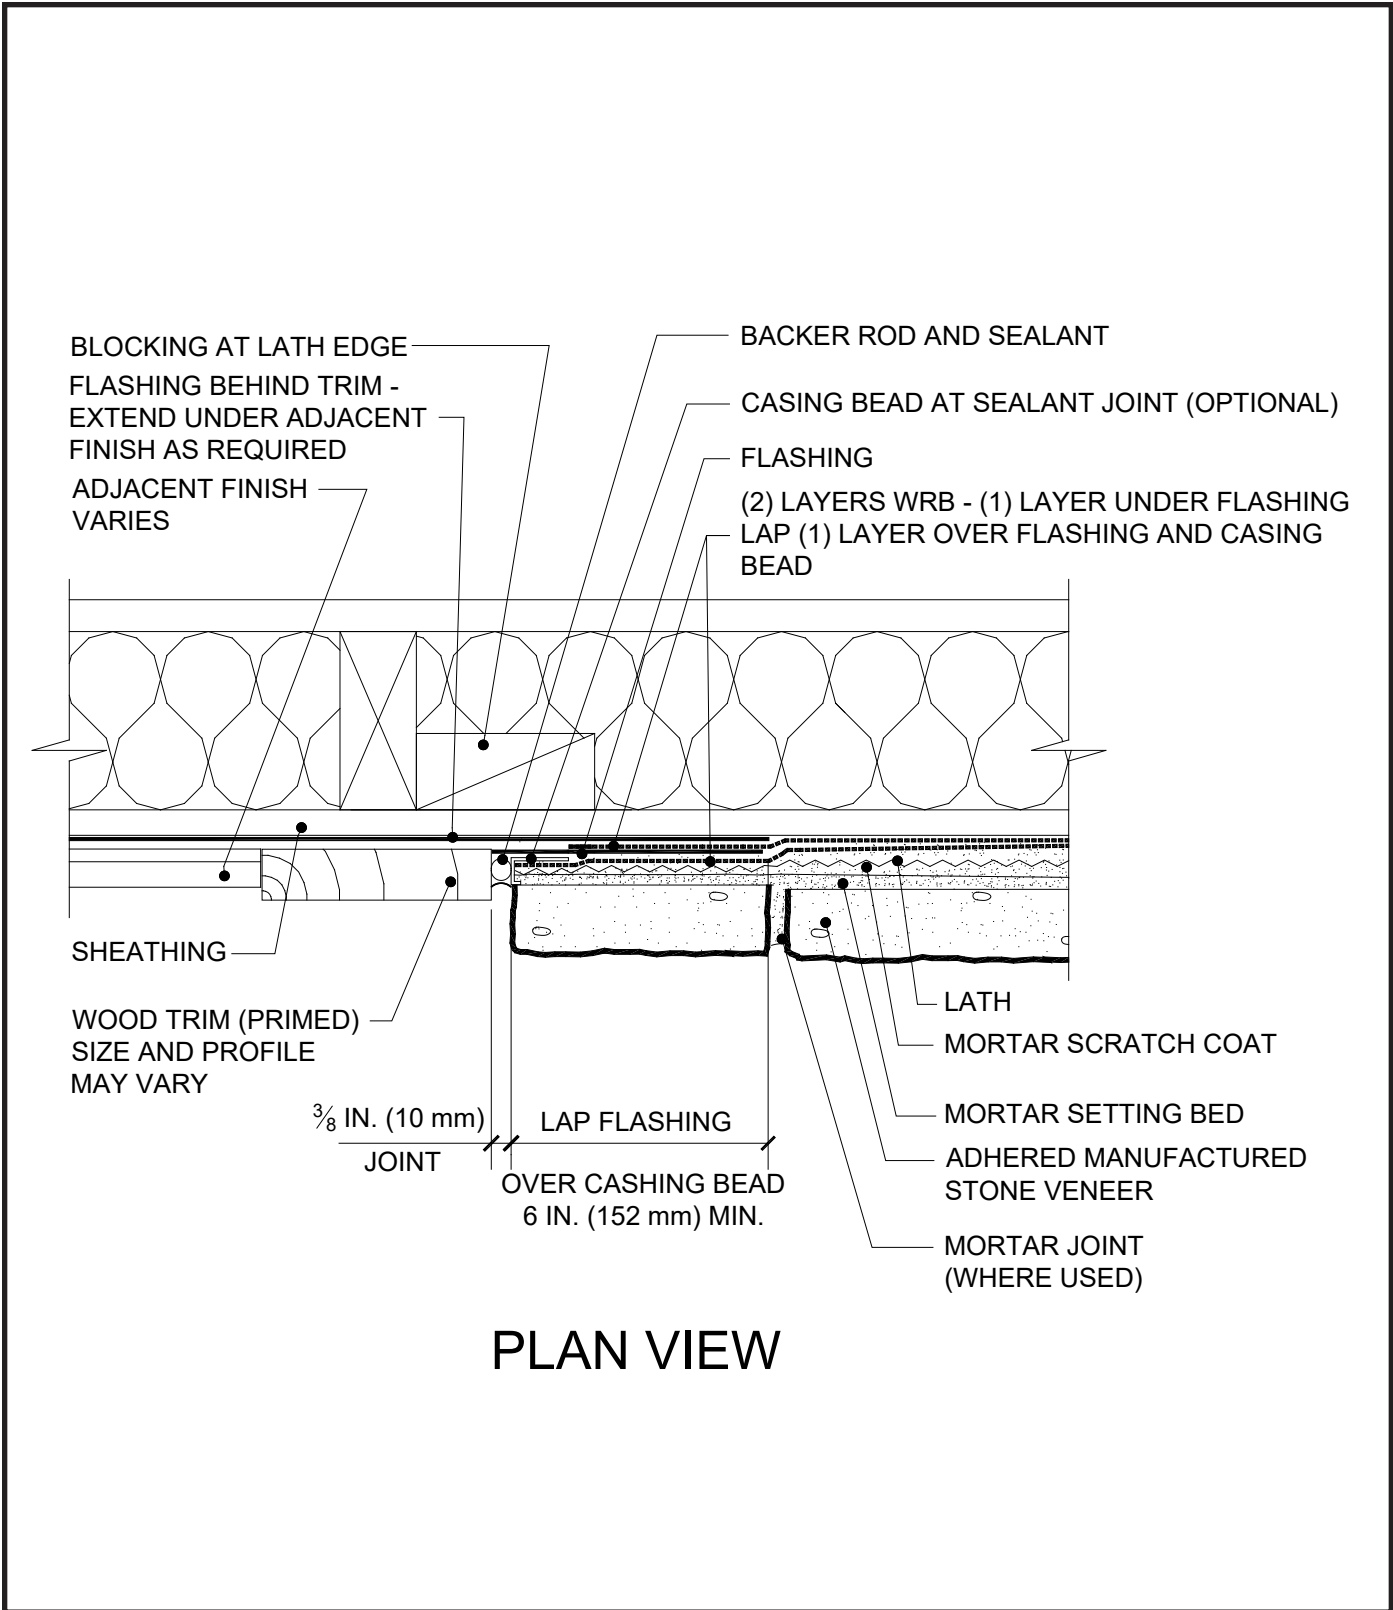 BLOCKING AT LATH EDGE
FLASHING BEHIND TRIM -
EXTEND UNDER ADJACENT
FINISH AS REQUIRED
ADJACENT FINISH
VARIES
BACKER ROD AND SEALANT
CASING BEAD AT SEALANT JOINT (OPTIONAL)
FLASHING
(2) LAYERS WRB - (1) LAYER UNDER FLASHING
LAP (1) LAYER OVER FLASHING AND CASING
BEAD
SHEATHING
WOOD TRIM (PRIMED)
SIZE AND PROFILE
MAY VARY
⅜ IN. (10 mm)
JOINT
LAP FLASHING
OVER CASHING BEAD
6 IN. (152 mm) MIN.
LATH
MORTAR SCRATCH COAT
MORTAR SETTING BED
ADHERED MANUFACTURED
STONE VENEER
MORTAR JOINT
(WHERE USED)
PLAN VIEW